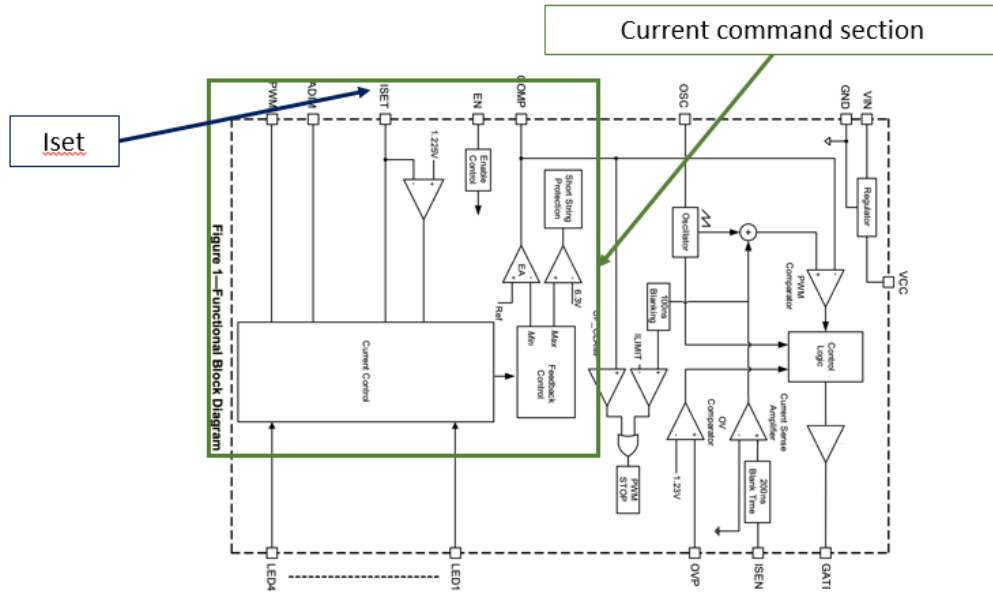 Current command section
Iset
PWM
ADIM
ISET
EN
COMP
OSC
GND
VIN
1.225V
Enable
Control
Short String
Protection
Oscillator
+
Regulator
VCC
-
+
EA
+
-
+
-
6.3V
Ref
Min
Max
100ns
Blanking
PWM
Comparator
+
-
Current Control
Feedback
Control
ILIMIT
-
+
-
+
Control
Logic
OV
Comparator
-
+
Current Sense
Amplifier
-
+
1.23V
PWM
STOP
200ns
Blank Time
LED4
LED1
OVP
ISEN
Figure 1—Functional Block Diagram